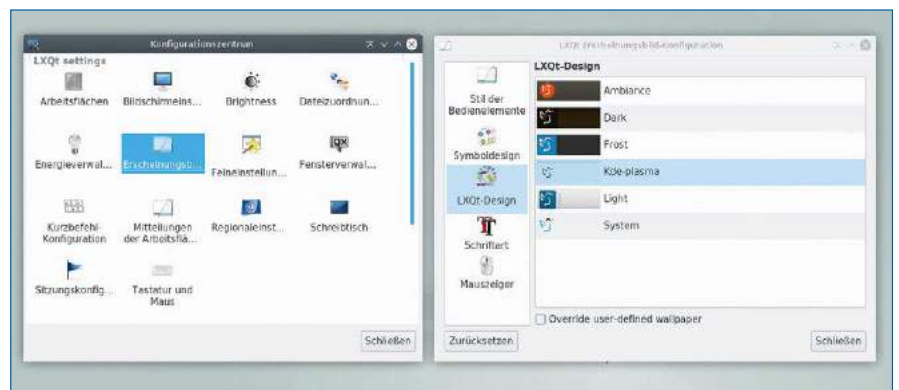 Konfigurationszentrum
LXQt settings
Arbeitsflächen
Bildschirmeins...
Brightness
Dateizuordnun...
Energieverwal...
Erscheinungsb...
Feineinstellun...
Fensterverwal...
Kurzbefehl-
Konfiguration
Mitteilungen
der Arbeitsflä...
Regionaleinst...
Schreibtisch
Sitzungskonfig...
Tastatur und
Maus
Schließen
LXQt Erscheinungsbild-Konfiguration
Stil der
Bedienelemente
Symboldesign
LXQt-Design
Schriftart
Mauszeiger
Zurücksetzen
LXQt-Design
Ambiance
Dark
Frost
Kde-plasma
Light
System
Override user-defined wallpaper
Schließen